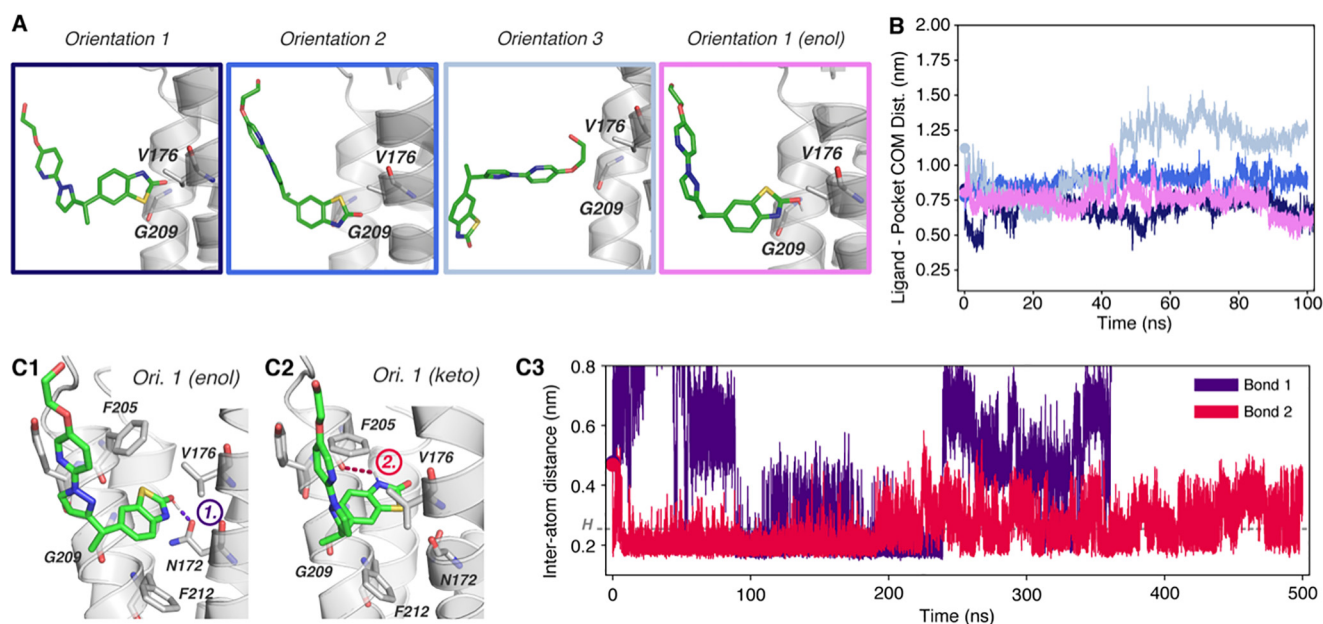 A
Orientation 1
Orientation 2
Orientation 3
Orientation 1 (enol)
V176
G209
V176
G209
V176
G209
V176
G209
B
Ligand - Pocket COM Dist. (nm)
2.00
1.75
1.50
1.25
1.00
0.75
0.50
0.25
0 20 40 60 80 100
Time (ns)
C1
Ori. 1 (enol)
F205
V176
1.
G209
N172
F212
C2
Ori. 1 (keto)
F205
2.
V176
G209
N172
F212
C3
Inter-atom distance (nm)
0.8
0.6
0.4
H
0.2
Bond 1
Bond 2
0 100 200 300 400 500
Time (ns)